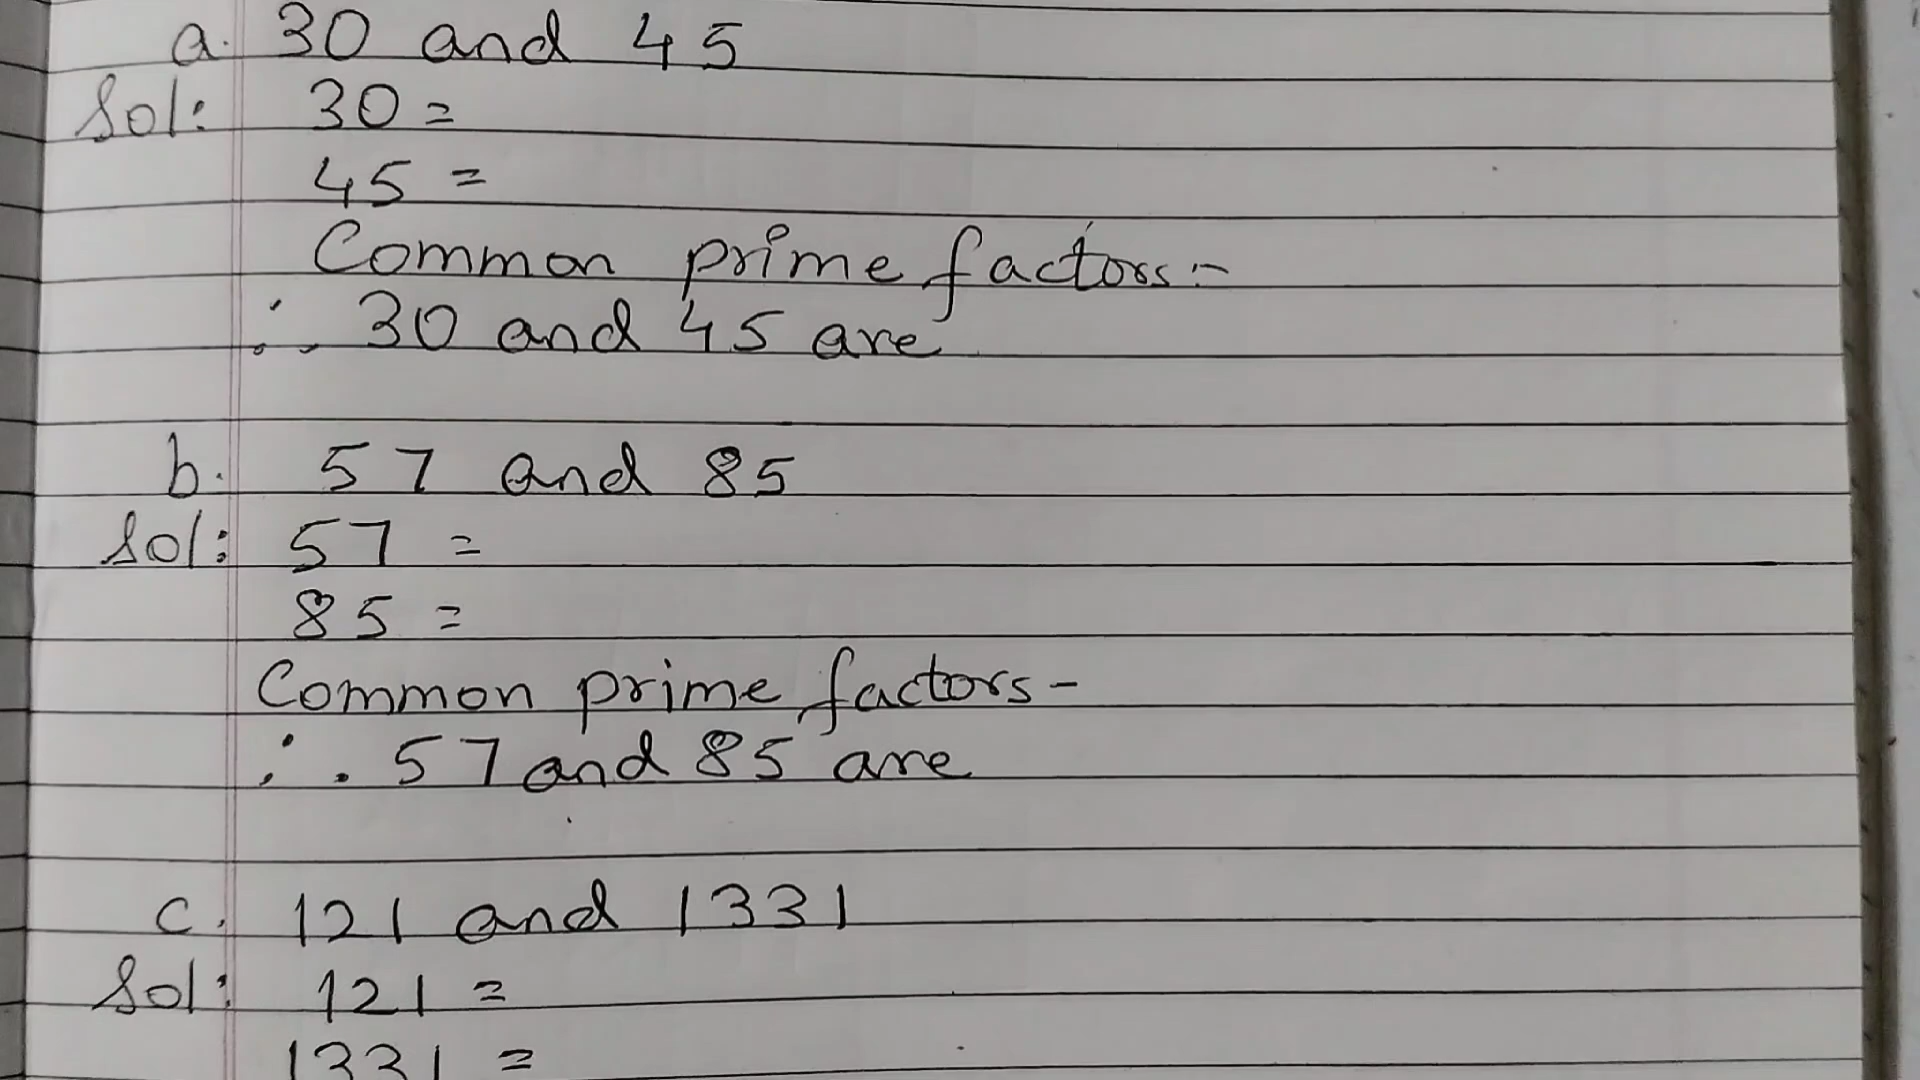 a. 30 and 45
Sol: 30 =
45 =
Common prime factors :-
∴ 30 and 45 are
b. 57 and 85
Sol: 57 =
85 =
Common prime factors -
∴ 57 and 85 are
c. 121 and 1331
Sol: 121 =
1331 =